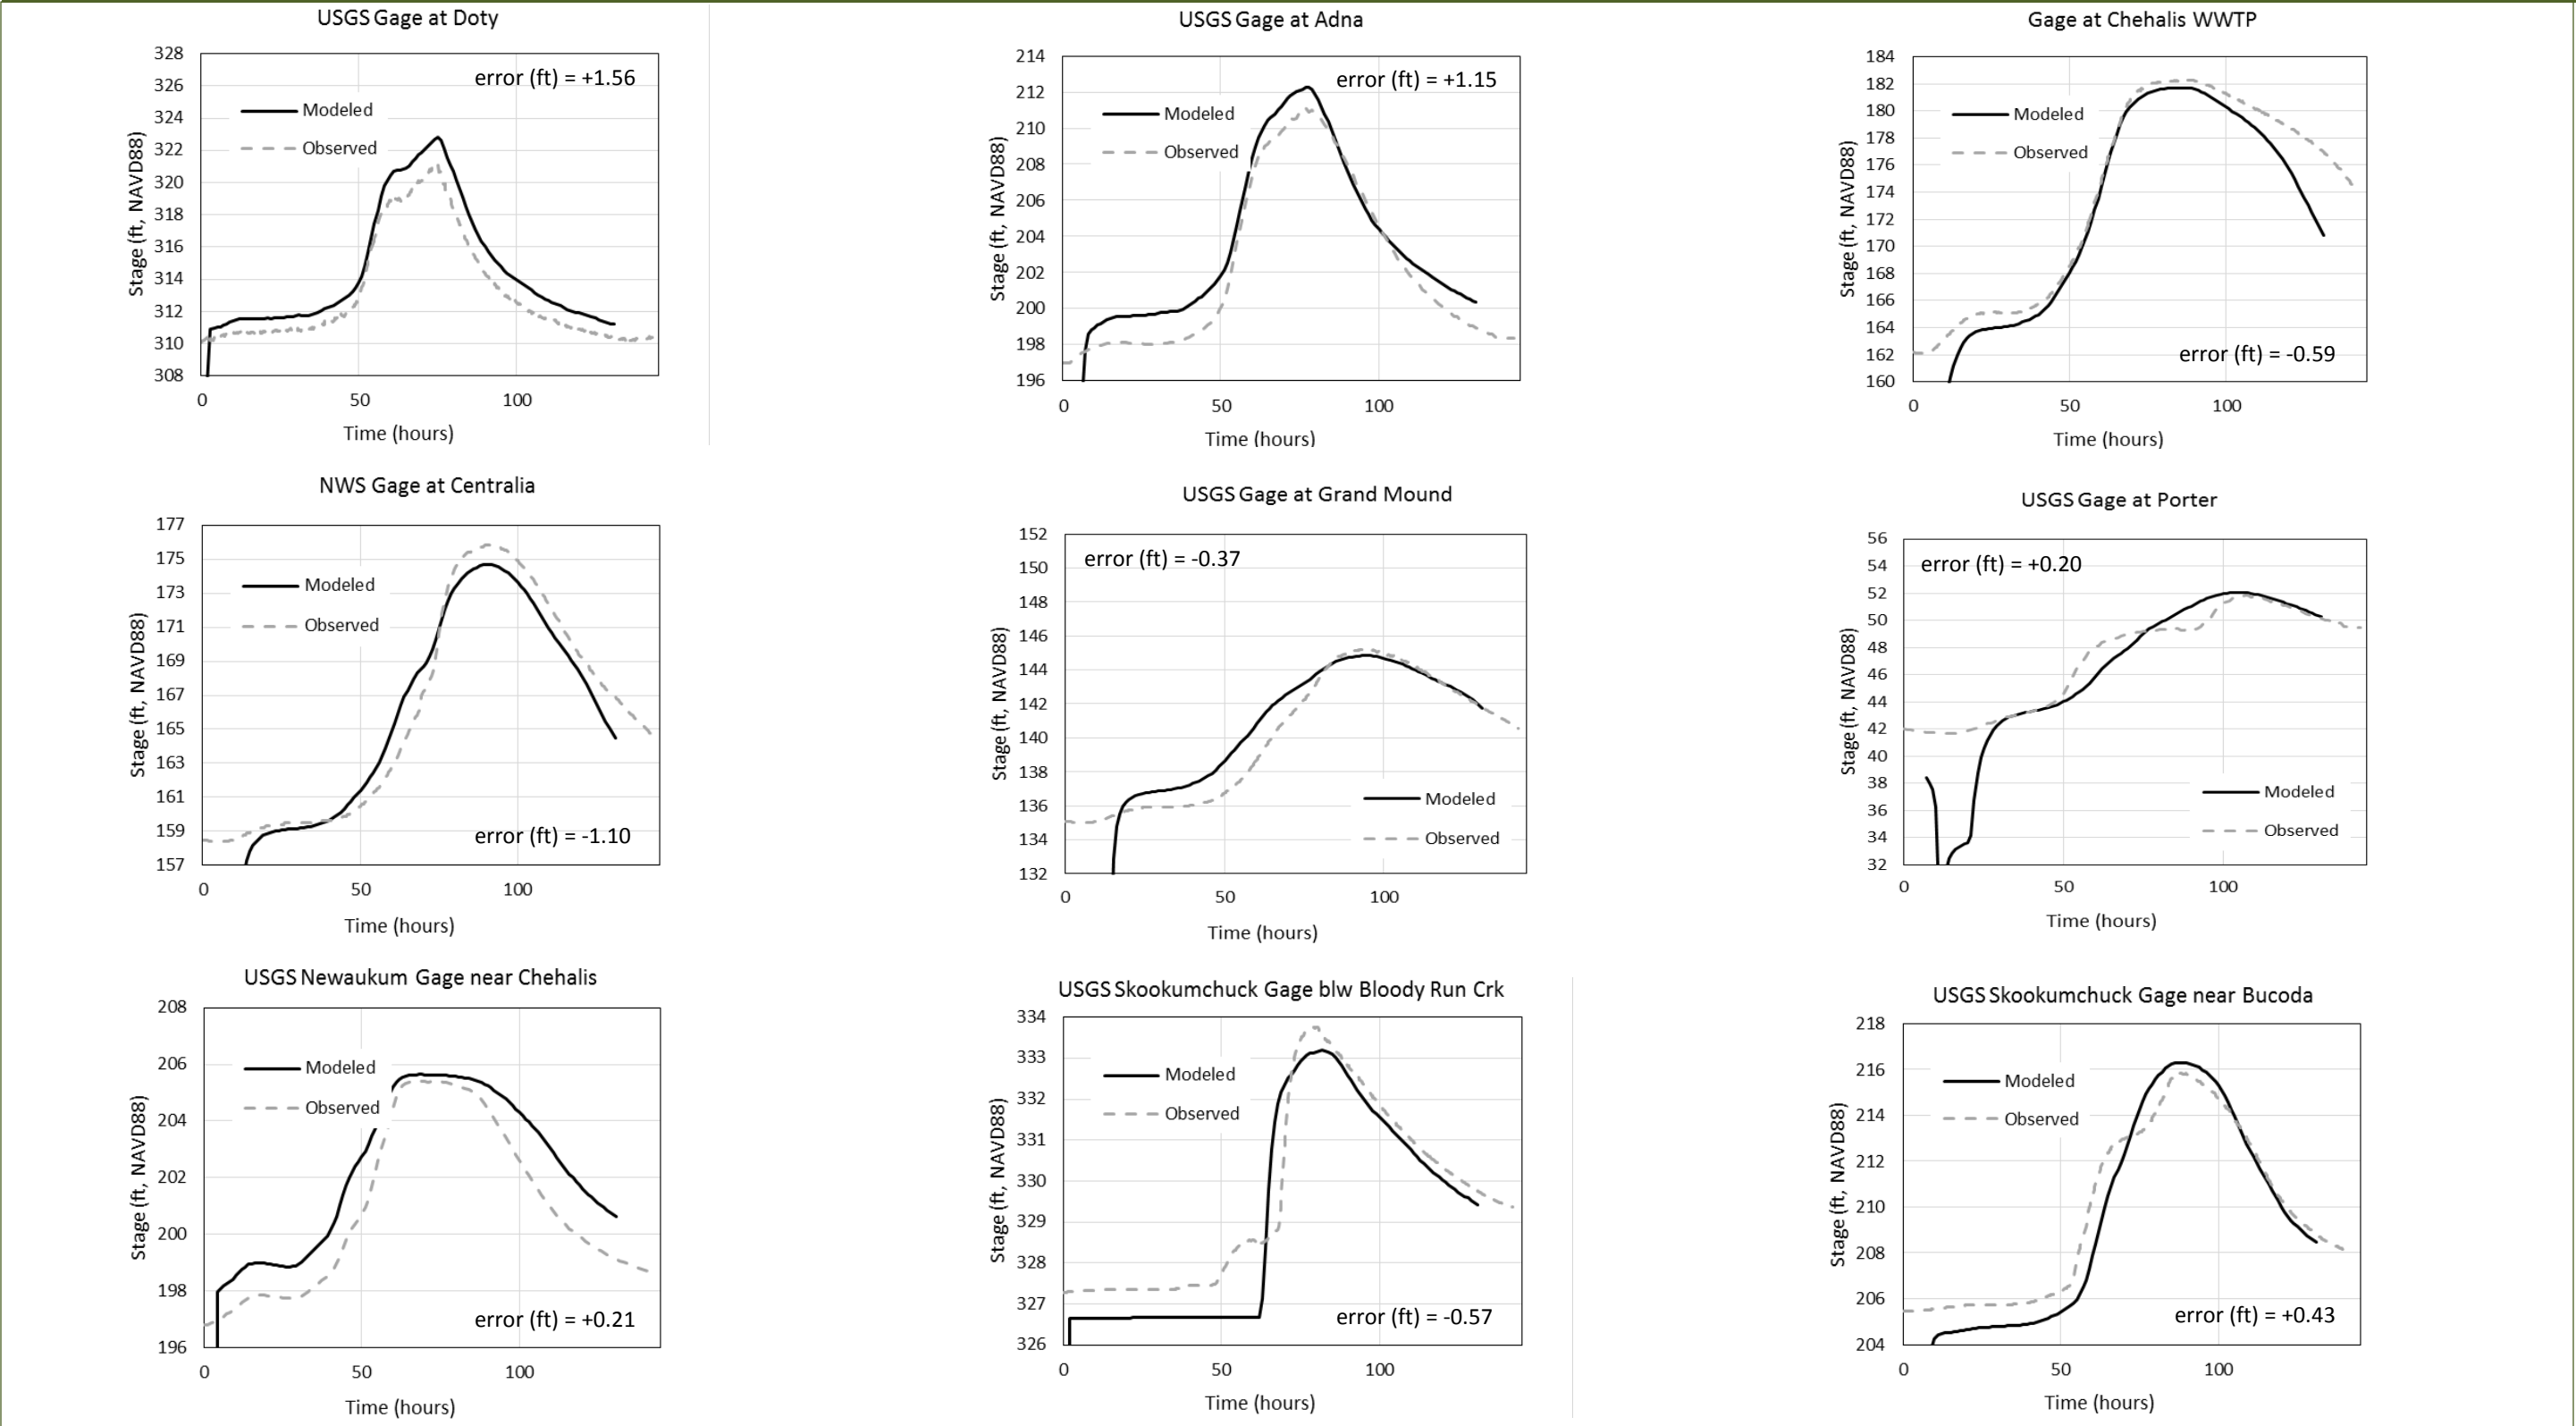 USGS Gage at Doty
328
326
324
322
320
318
316
314
312
310
308
Stage (ft, NAVD88)
error (ft) = +1.56
Modeled
Observed
0 50 100
Time (hours)
USGS Gage at Adna
214
212
210
208
206
204
202
200
198
196
Stage (ft, NAVD88)
error (ft) = +1.15
Modeled
Observed
0 50 100
Time (hours)
Gage at Chehalis WWTP
184
182
180
178
176
174
172
170
168
166
164
162
160
Stage (ft, NAVD88)
Modeled
Observed
error (ft) = -0.59
0 50 100
Time (hours)
NWS Gage at Centralia
177
175
173
171
169
167
165
163
161
159
157
Stage (ft, NAVD88)
Modeled
Observed
error (ft) = -1.10
0 50 100
Time (hours)
USGS Gage at Grand Mound
152
150
148
146
144
142
140
138
136
134
132
Stage (ft, NAVD88)
error (ft) = -0.37
Modeled
Observed
0 50 100
Time (hours)
USGS Gage at Porter
56
54
52
50
48
46
44
42
40
38
36
34
32
Stage (ft, NAVD88)
error (ft) = +0.20
Modeled
Observed
0 50 100
Time (hours)
USGS Newaukum Gage near Chehalis
208
206
204
202
200
198
196
Stage (ft, NAVD88)
Modeled
Observed
error (ft) = +0.21
0 50 100
Time (hours)
USGS Skookumchuck Gage blw Bloody Run Crk
334
333
332
331
330
329
328
327
326
Stage (ft, NAVD88)
Modeled
Observed
error (ft) = -0.57
0 50 100
Time (hours)
USGS Skookumchuck Gage near Bucoda
218
216
214
212
210
208
206
204
Stage (ft, NAVD88)
Modeled
Observed
error (ft) = +0.43
0 50 100
Time (hours)